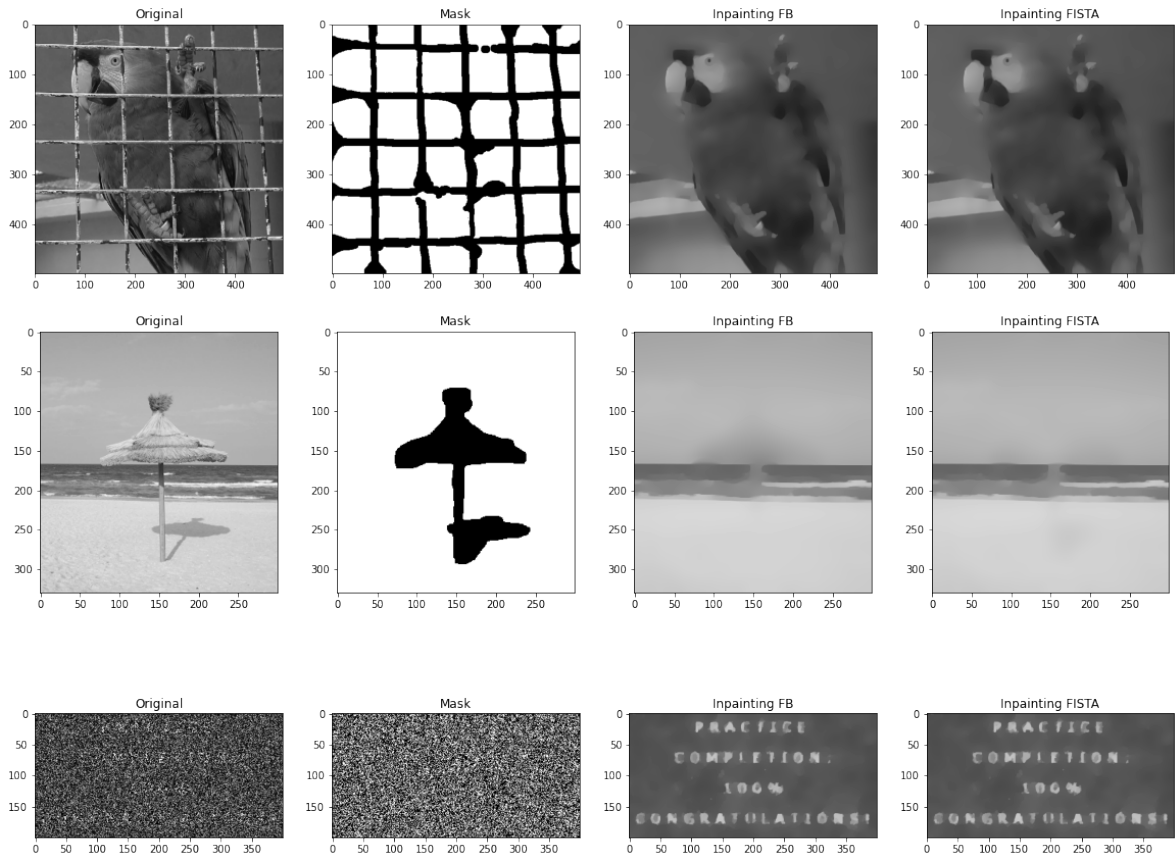 Original Mask Inpainting FB Inpainting FISTA
0 100 200 300 400
0 100 200 300 400
0 100 200 300 400
0 100 200 300 400
0 100 200 300 400
0 100 200 300 400
0 100 200 300 400
0 100 200 300 400
Original Mask Inpainting FB Inpainting FISTA
0 50 100 150 200 250 300
0 50 100 150 200 250 300
0 50 100 150 200 250 300
0 50 100 150 200 250 300
0 50 100 150 200 250
0 50 100 150 200 250
0 50 100 150 200 250
0 50 100 150 200 250
Original Mask Inpainting FB Inpainting FISTA
0 50 100 150
0 50 100 150
0 50 100 150
PRACTICE
COMPLETION.
100%
CONGRATULATIONS!
0 50 100 150
PRACTICE
COMPLETION.
100%
CONGRATULATIONS!
0 50 100 150 200 250 300 350
0 50 100 150 200 250 300 350
0 50 100 150 200 250 300 350
0 50 100 150 200 250 300 350